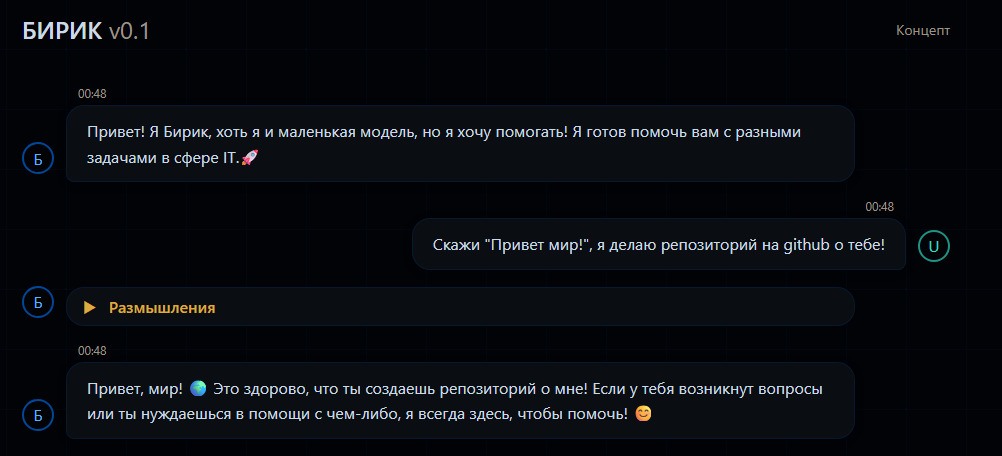 БИРИК v0.1
Концепт
00:48
Привет! Я Бирик, хоть я и маленькая модель, но я хочу помогать! Я готов помочь вам с разными
задачами в сфере IT.🚀
Б
00:48
Скажи "Привет мир!", я делаю репозиторий на github о тебе!
U
Б
▶ Размышления
00:48
Привет, мир! 🌍 Это здорово, что ты создаешь репозиторий о мне! Если у тебя возникнут вопросы
или ты нуждаешься в помощи с чем-либо, я всегда здесь, чтобы помочь! 😊
Б